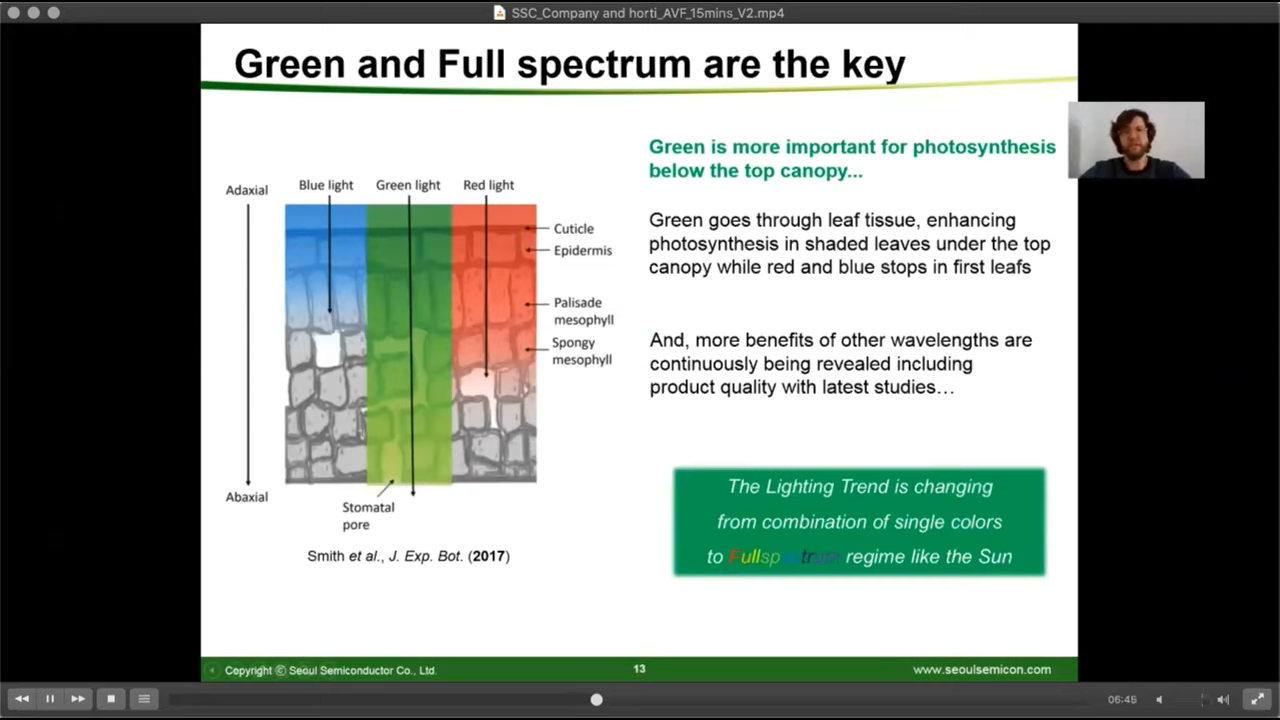 SSC_Company and horti_AVF_15mins_V2.mp4
Green and Full spectrum are the key
Adaxial
Blue light
Green light
Red light
Cuticle
Epidermis
Palisade
mesophyll
Spongy
mesophyll
Abaxial
Stomatal
pore
Smith et al., J. Exp. Bot. (2017)
Green is more important for photosynthesis
below the top canopy...
Green goes through leaf tissue, enhancing
photosynthesis in shaded leaves under the top
canopy while red and blue stops in first leafs
And, more benefits of other wavelengths are
continuously being revealed including
product quality with latest studies…
The Lighting Trend is changing
from combination of single colors
to Fullspectrum regime like the Sun
Copyright ⓒ Seoul Semiconductor Co., Ltd.
13
www.seoulsemicon.com
06:46